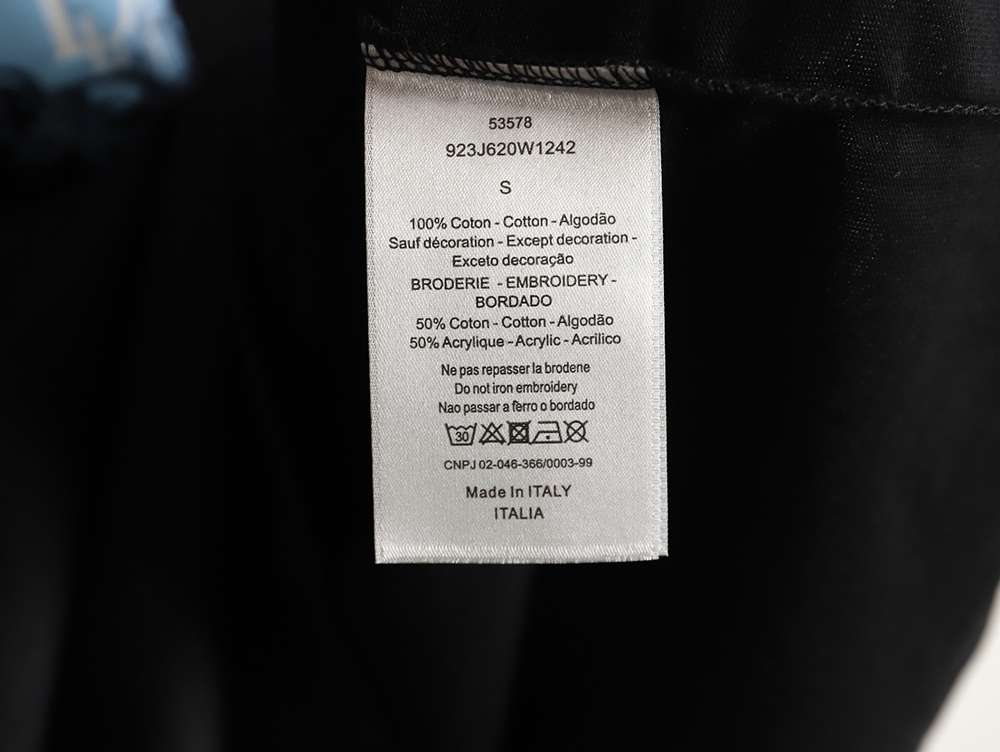 53578
923J620W1242
S
100% Coton - Cotton - Algodão
Sauf décoration - Except decoration -
Exceto decoração
BRODERIE - EMBROIDERY -
BORDADO
50% Coton - Cotton - Algodão
50% Acrylique - Acrylic - Acrilico
Ne pas repasser la brodene
Do not iron embroidery
Nao passar a ferro o bordado
30
CNPJ 02-046-366/0003-99
Made In ITALY
ITALIA